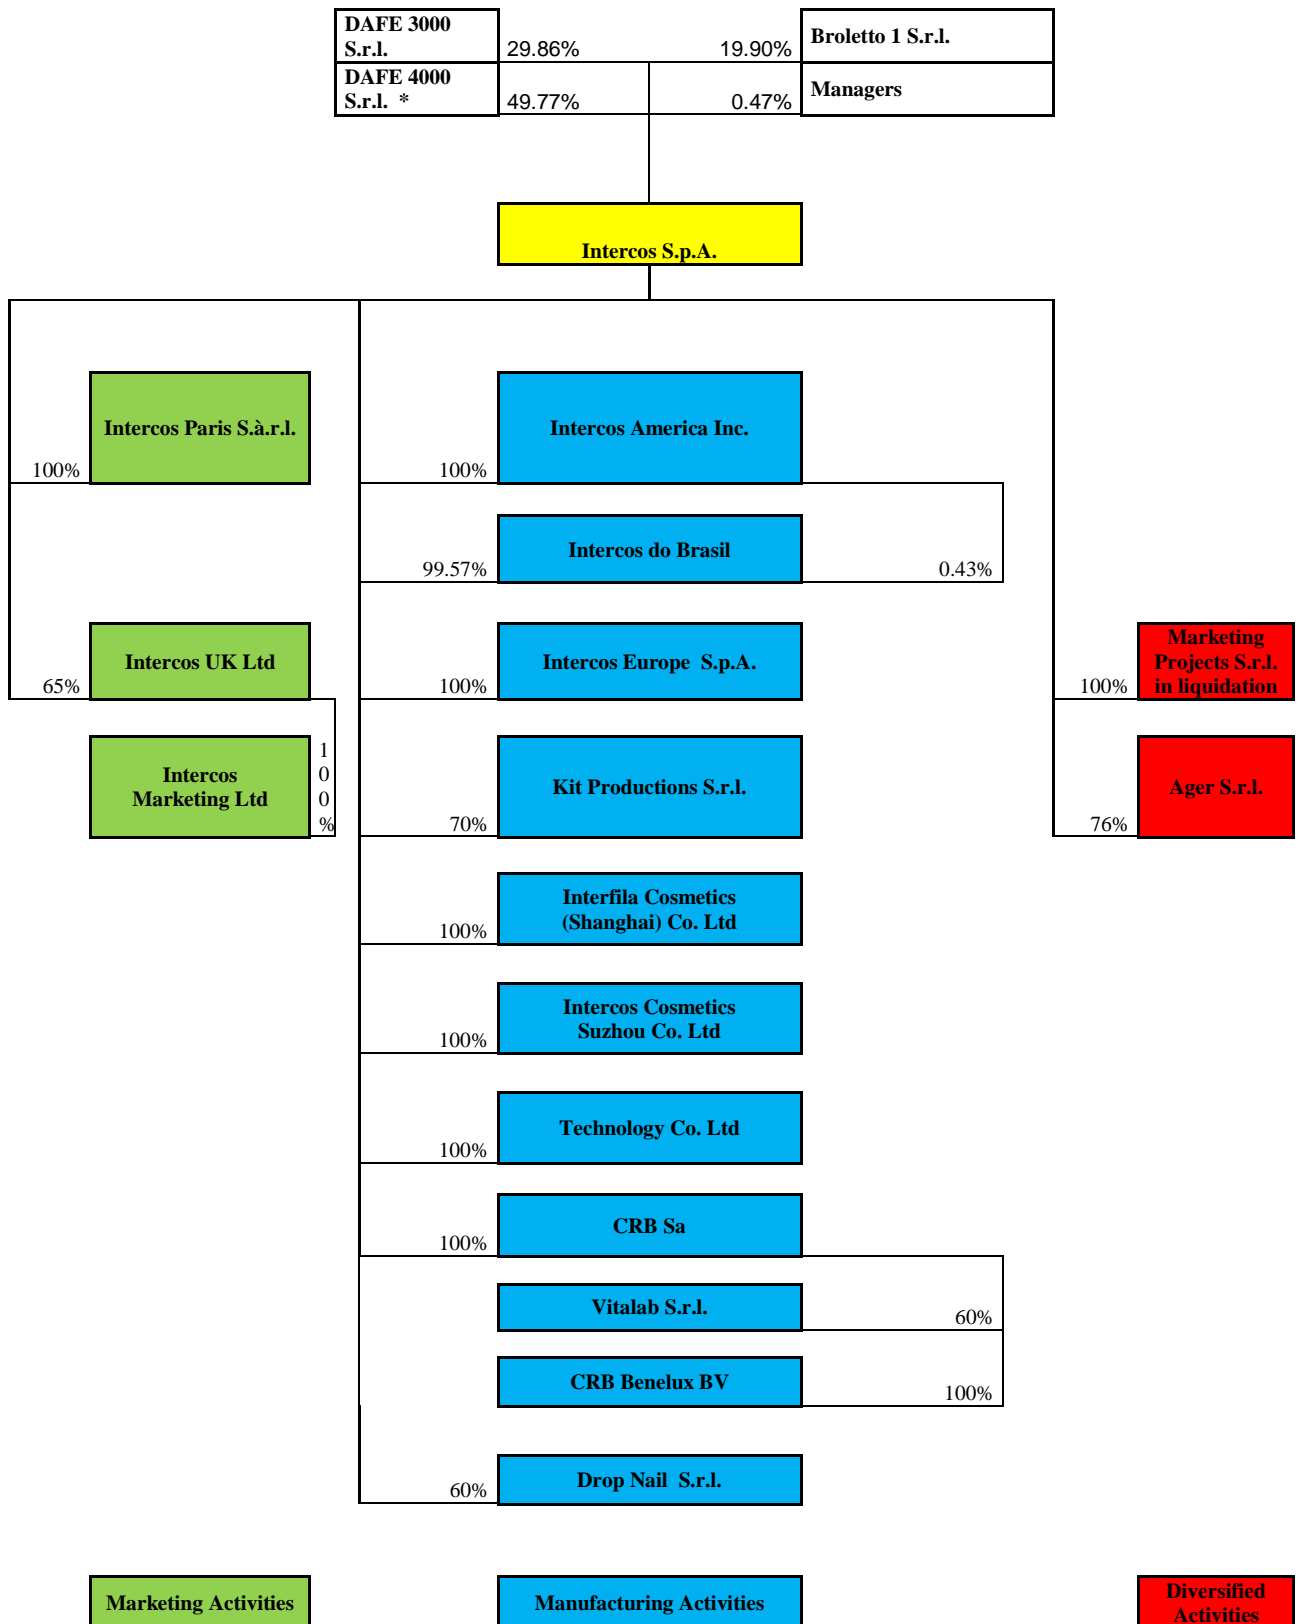 DAFE 3000
S.r.l.
29.86%
19.90%
Broletto 1 S.r.l.
DAFE 4000
S.r.l. *
49.77%
0.47%
Managers
Intercos S.p.A.
Intercos Paris S.à.r.l.
100%
Intercos America Inc.
100%
Intercos do Brasil
99.57%
0.43%
Intercos UK Ltd
65%
Intercos Europe S.p.A.
100%
Marketing
Projects S.r.l.
in liquidation
100%
Intercos
Marketing Ltd
1
0
0
%
Kit Productions S.r.l.
70%
Ager S.r.l.
76%
Interfila Cosmetics
(Shanghai) Co. Ltd
100%
Intercos Cosmetics
Suzhou Co. Ltd
100%
Technology Co. Ltd
100%
CRB Sa
100%
Vitalab S.r.l.
60%
CRB Benelux BV
100%
Drop Nail S.r.l.
60%
Marketing Activities
Manufacturing Activities
Diversified
Activities